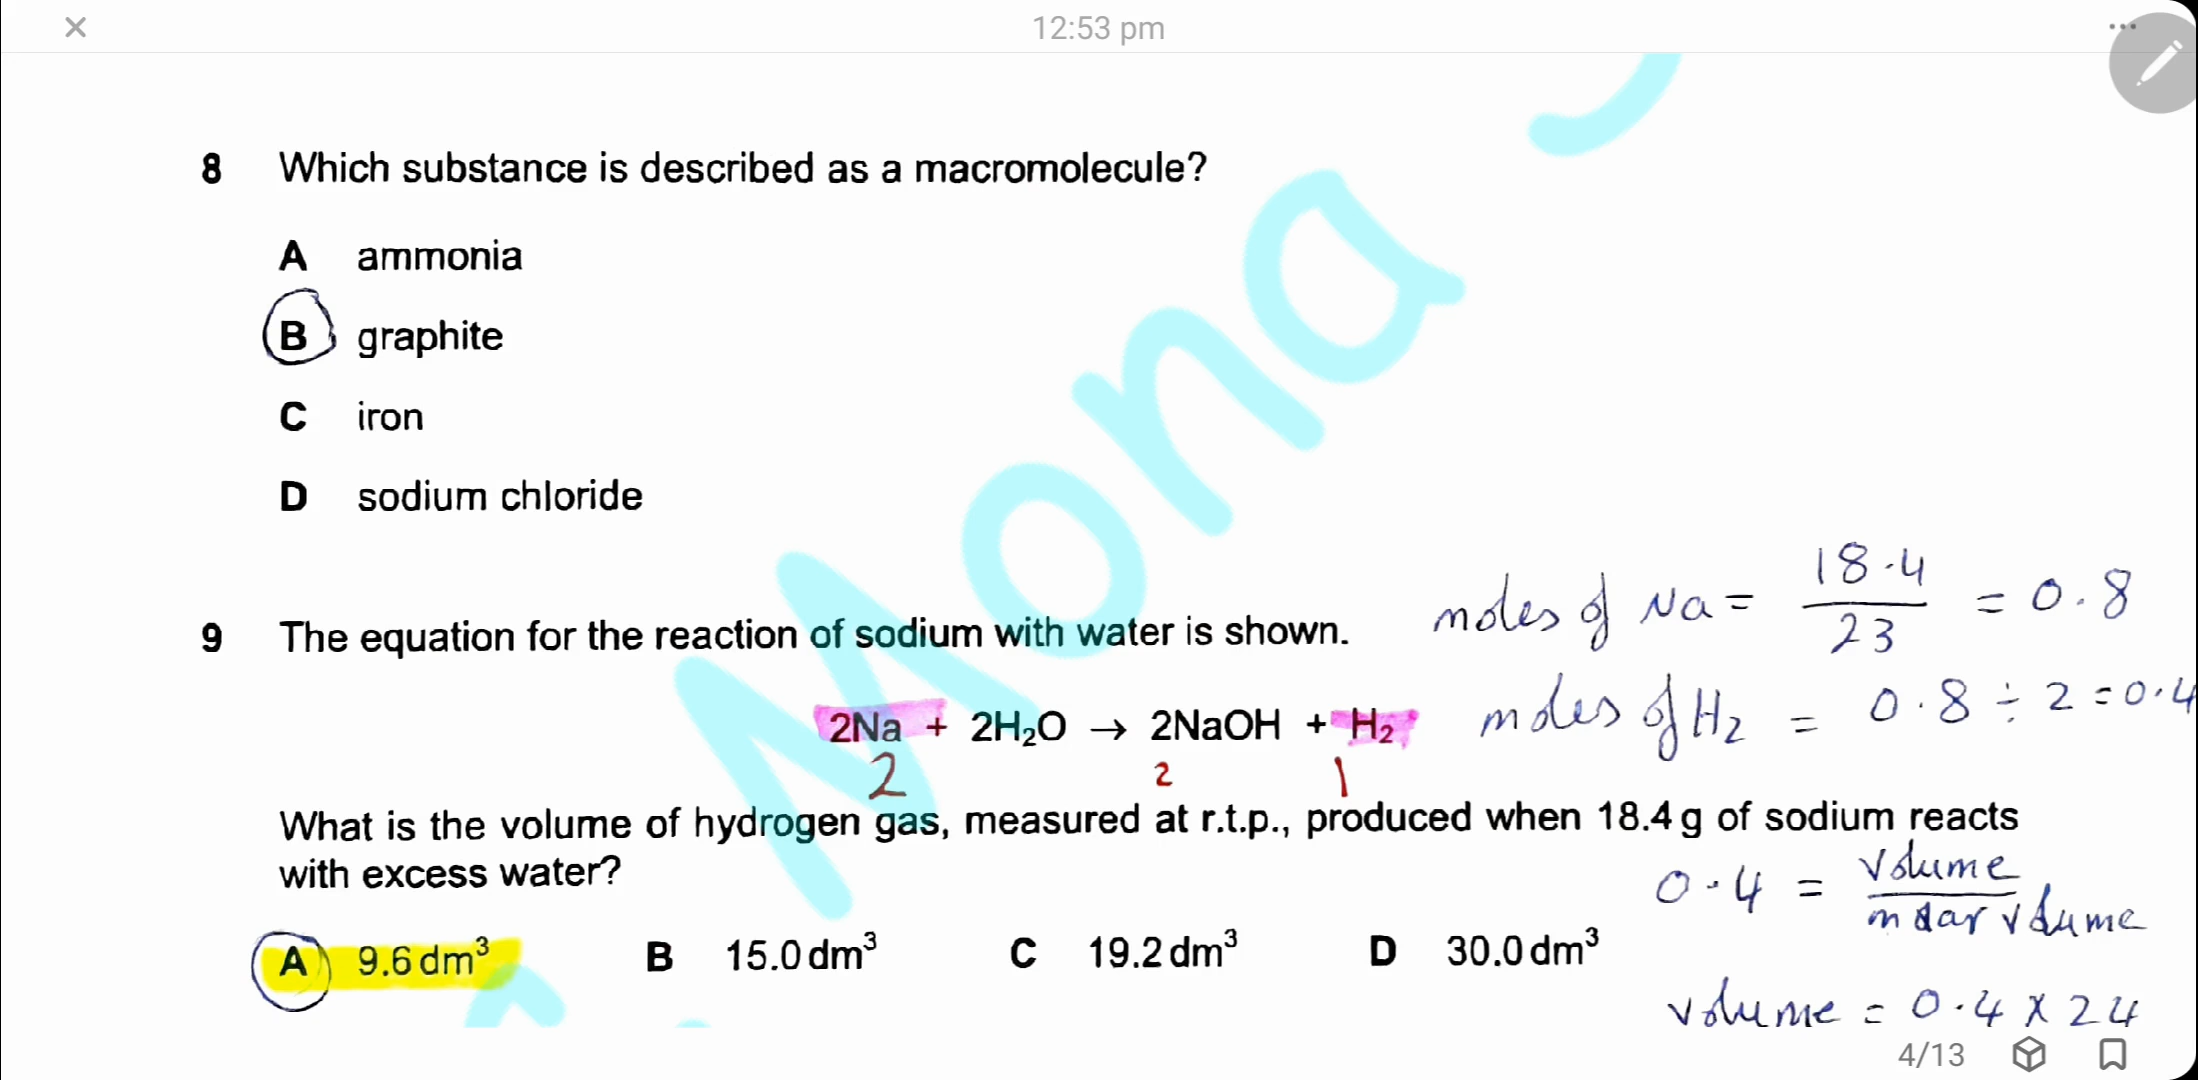 12:53 pm
8 Which substance is described as a macromolecule?
A ammonia
B graphite
C iron
D sodium chloride
9 The equation for the reaction of sodium with water is shown.
moles of Na = 18.4 / 23 = 0.8
2Na + 2H₂O → 2NaOH + H₂
moles of H₂ = 0.8 ÷ 2 = 0.4
2 2 1
What is the volume of hydrogen gas, measured at r.t.p., produced when 18.4 g of sodium reacts
with excess water?
0.4 = volume / molar volume
A 9.6 dm³ B 15.0 dm³ C 19.2 dm³ D 30.0 dm³
volume = 0.4 x 24
4/13
Mona